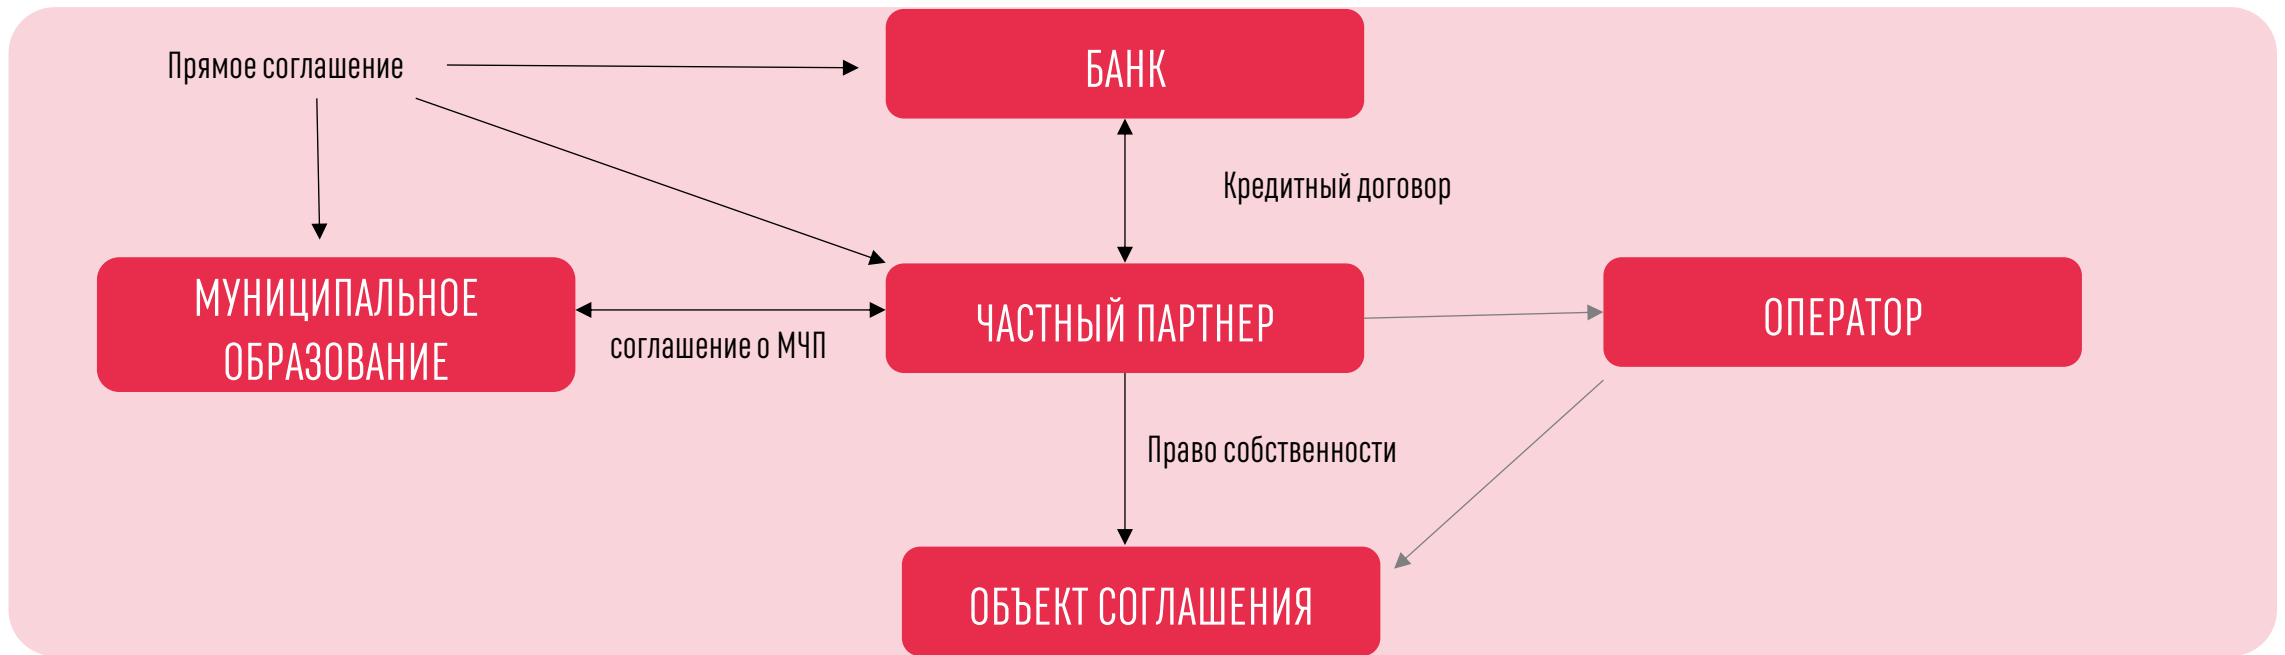 Прямое соглашение
БАНК
Кредитный договор
МУНИЦИПАЛЬНОЕ
ОБРАЗОВАНИЕ
соглашение о МЧП
ЧАСТНЫЙ ПАРТНЕР
ОПЕРАТОР
Право собственности
ОБЪЕКТ СОГЛАШЕНИЯ